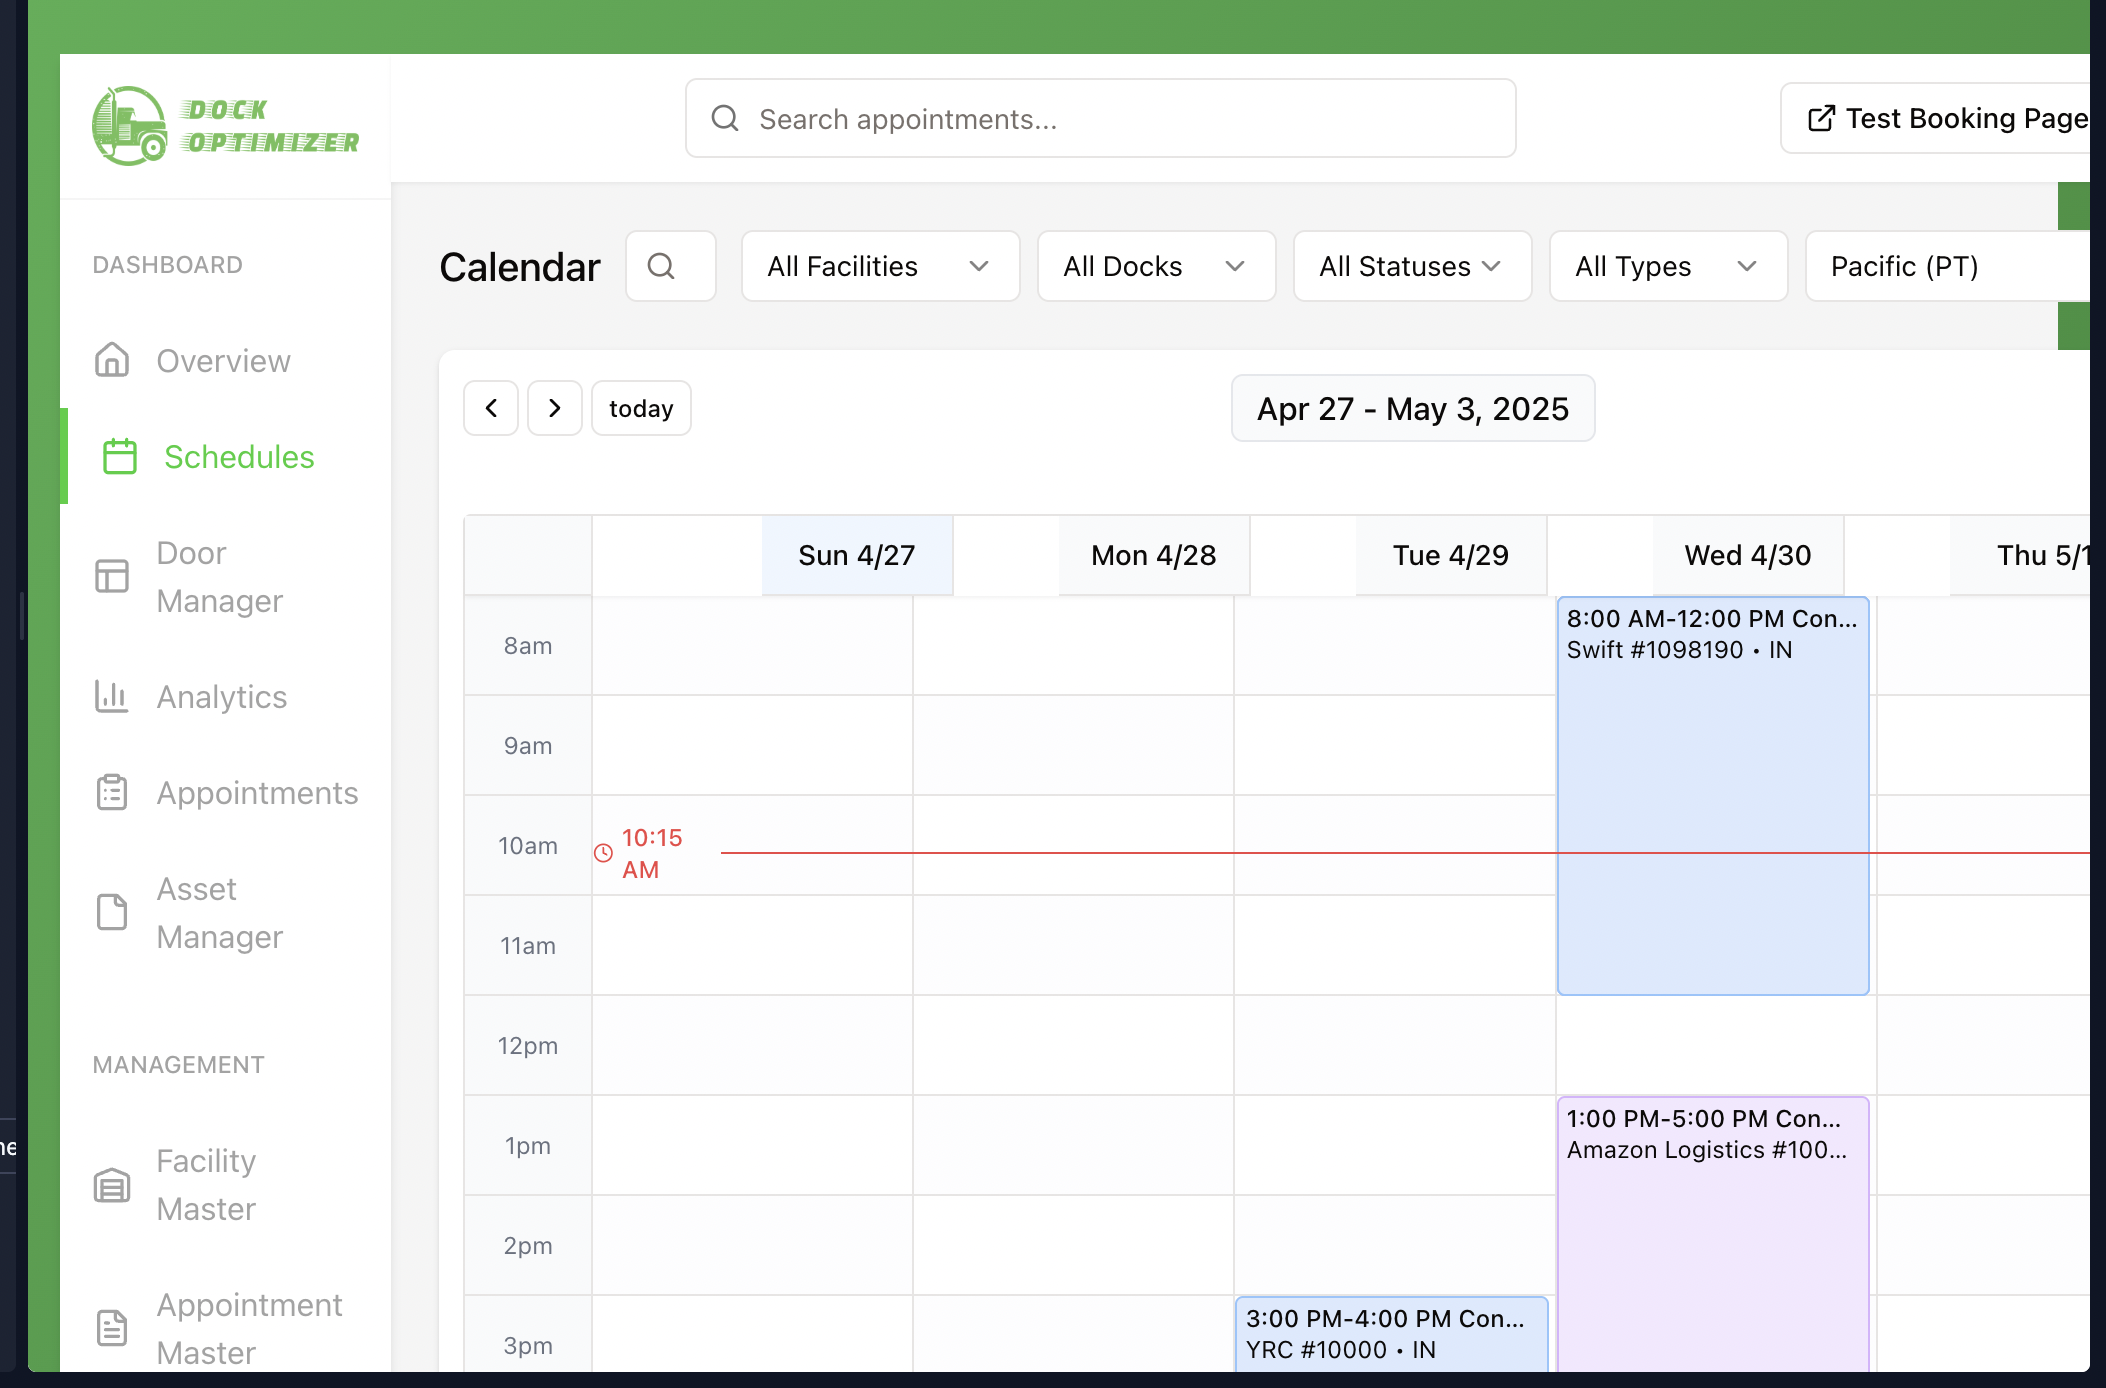 DOCK
OPTIMIZER
Search appointments...
Test Booking Page
DASHBOARD
Overview
Schedules
Door
Manager
Analytics
Appointments
Asset
Manager
MANAGEMENT
Facility
Master
Appointment
Master
Calendar
All Facilities
All Docks
All Statuses
All Types
Pacific (PT)
today
Apr 27 - May 3, 2025
Sun 4/27
Mon 4/28
Tue 4/29
Wed 4/30
Thu 5/1
8am
9am
10am
11am
12pm
1pm
2pm
3pm
10:15
AM
8:00 AM-12:00 PM Con...
Swift #1098190 • IN
1:00 PM-5:00 PM Con...
Amazon Logistics #100...
3:00 PM-4:00 PM Con...
YRC #10000 • IN